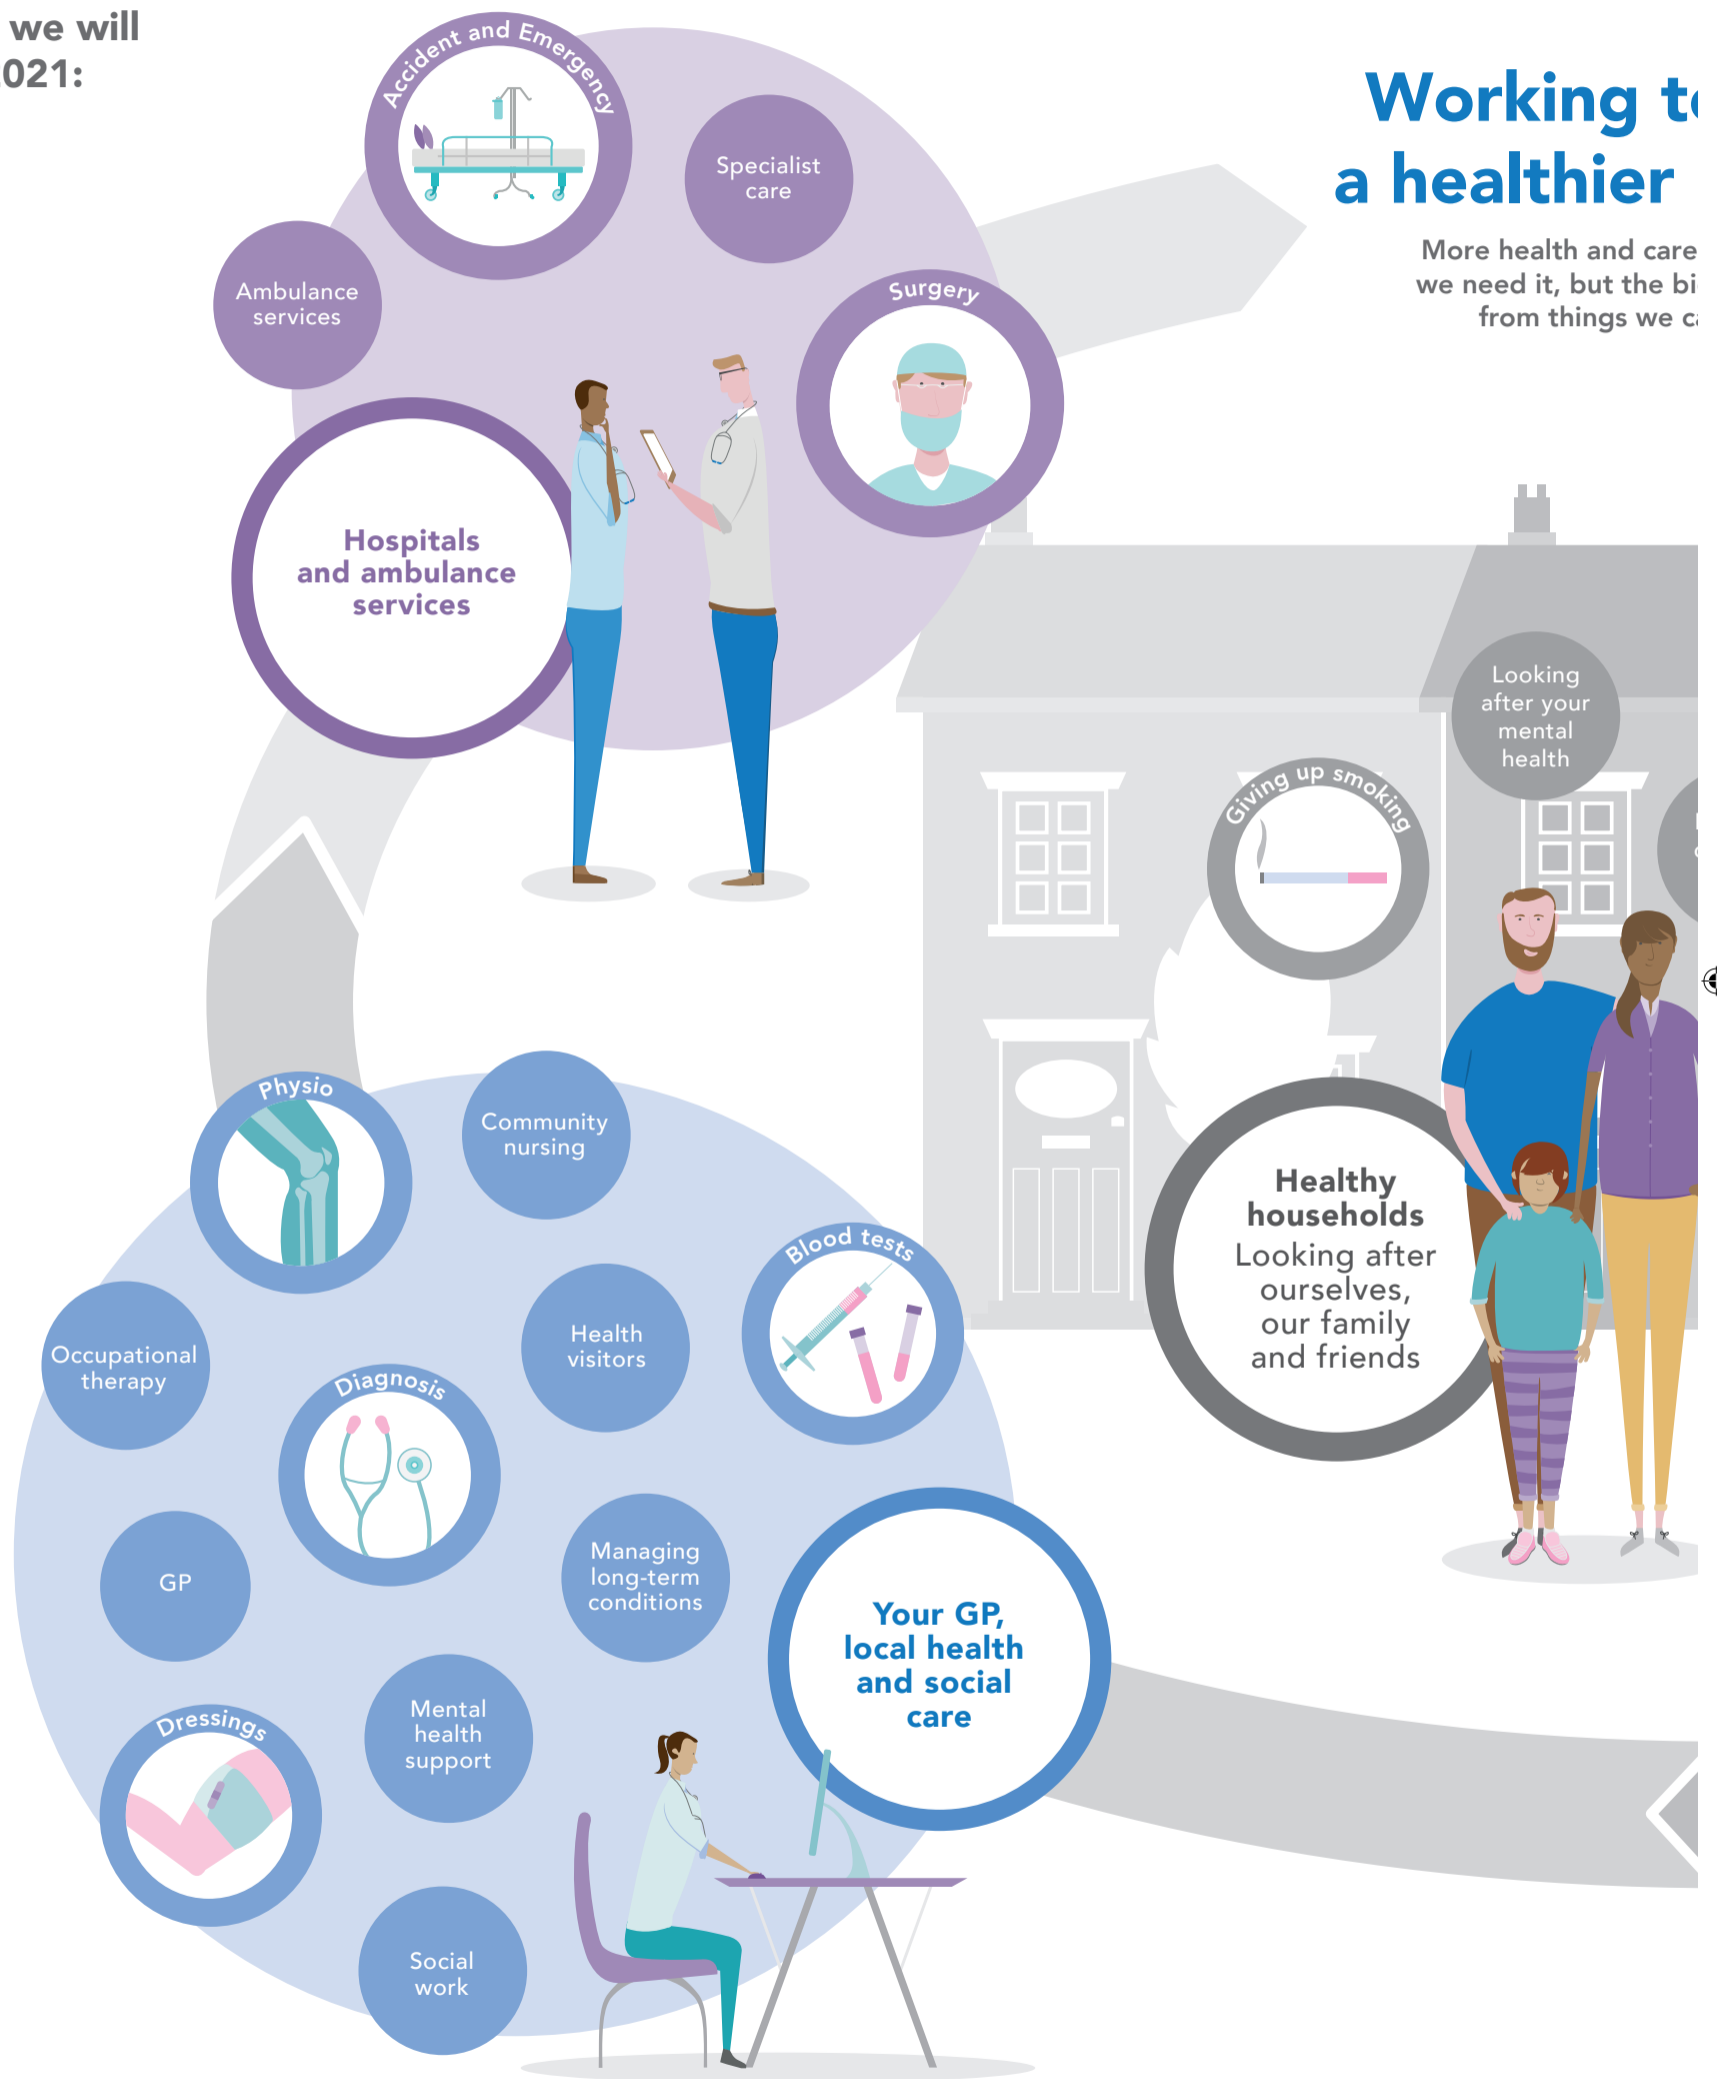 we will
021:
Accident and Emergency
Specialist
care
Ambulance
services
Surgery
Hospitals
and ambulance
services
Working
a healthier
More health and care
we need it, but the
from things we
Looking
after your
mental
health
Giving up smoking
Healthy
households
Looking after
ourselves,
our family
and friends
Physio
Community
nursing
Blood tests
Health
visitors
Occupational
therapy
Diagnosis
GP
Managing
long-term
conditions
Your GP,
local health
and social
care
Dressings
Mental
health
support
Social
work